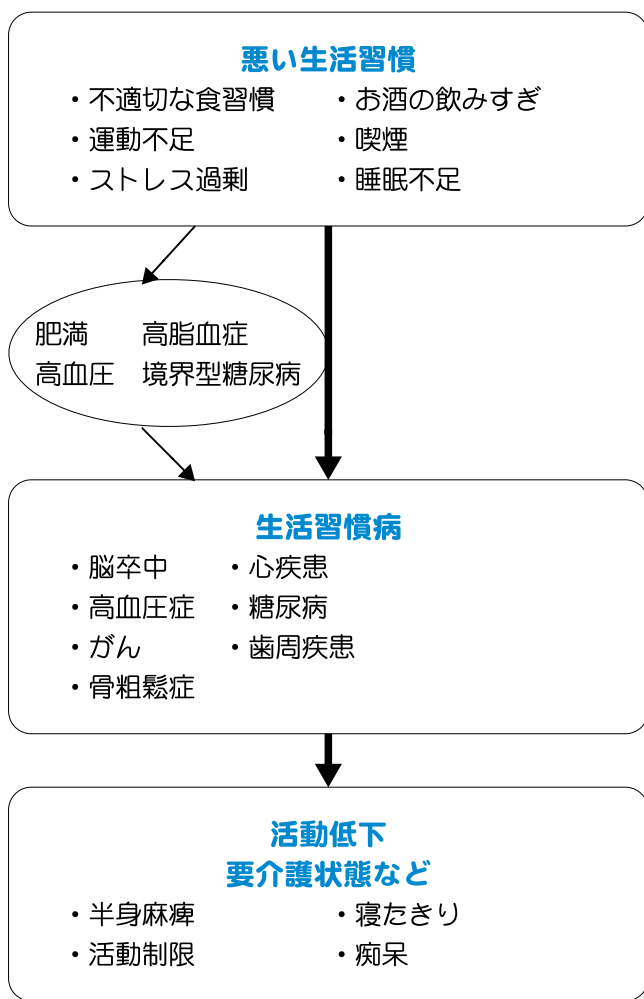 悪い生活習慣
・不適切な食習慣　・お酒の飲みすぎ
・運動不足　・喫煙
・ストレス過剰　・睡眠不足
肥満　高脂血症
高血圧　境界型糖尿病
生活習慣病
・脳卒中　・心疾患
・高血圧症　・糖尿病
・がん　・歯周疾患
・骨粗鬆症
活動低下
要介護状態など
・半身麻痺　・寝たきり
・活動制限　・痴呆